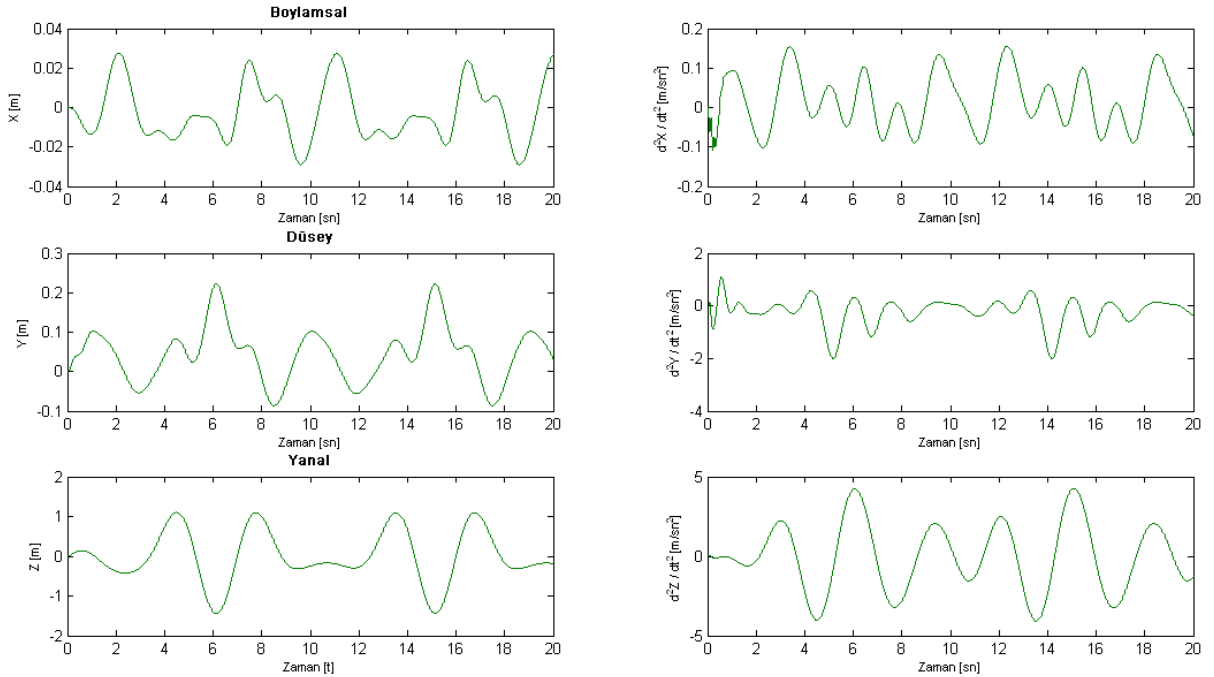 Boylamsal
0.04
0.02
0
-0.02
-0.04
X [m]
0 2 4 6 8 10 12 14 16 18 20
Zaman [sn]
0.2
0.1
0
-0.1
-0.2
d²X / dt² [m/sn²]
0 2 4 6 8 10 12 14 16 18 20
Zaman [sn]
Düsey
0.3
0.2
0.1
0
-0.1
Y [m]
0 2 4 6 8 10 12 14 16 18 20
Zaman [sn]
2
0
-2
-4
d²Y / dt² [m/sn²]
0 2 4 6 8 10 12 14 16 18 20
Zaman [sn]
Yanal
2
1
0
-1
-2
Z [m]
0 2 4 6 8 10 12 14 16 18 20
Zaman [t]
5
0
-5
d²Z / dt² [m/sn²]
0 2 4 6 8 10 12 14 16 18 20
Zaman [sn]